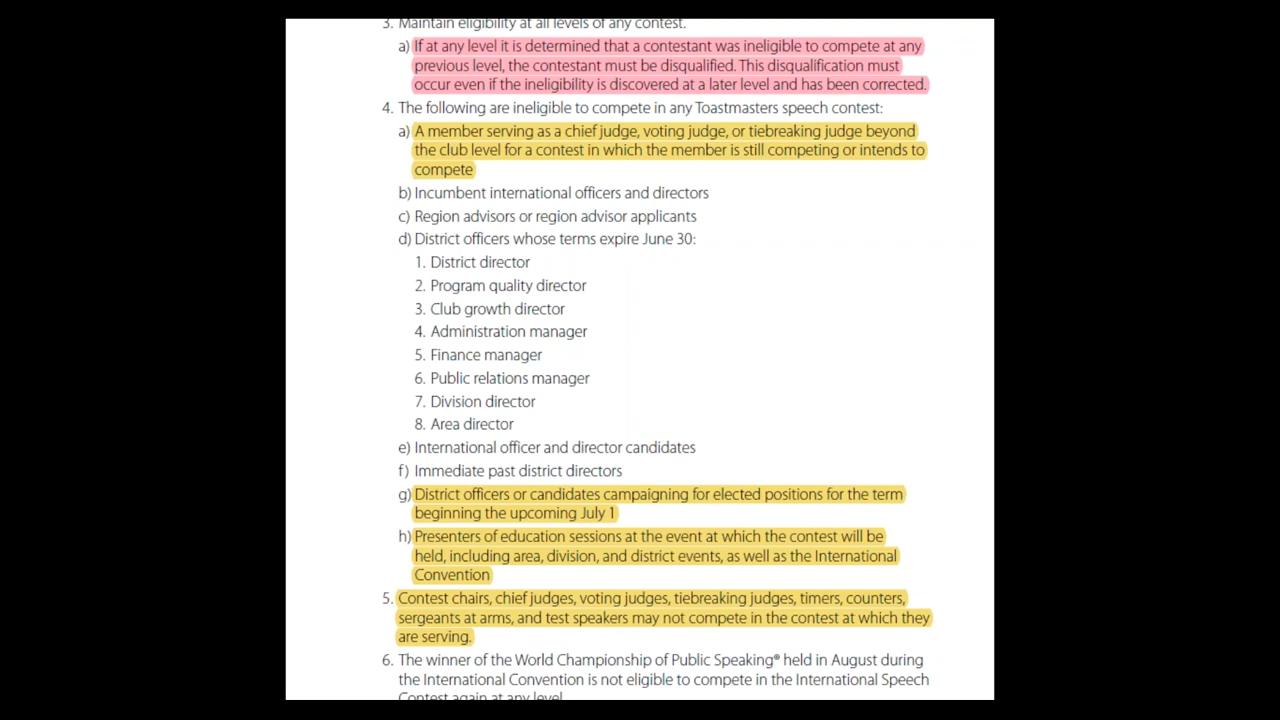 3. Maintain eligibility at all levels of any contest.
a) If at any level it is determined that a contestant was ineligible to compete at any
previous level, the contestant must be disqualified. This disqualification must
occur even if the ineligibility is discovered at a later level and has been corrected.
4. The following are ineligible to compete in any Toastmasters speech contest:
a) A member serving as a chief judge, voting judge, or tiebreaking judge beyond
the club level for a contest in which the member is still competing or intends to
compete
b) Incumbent international officers and directors
c) Region advisors or region advisor applicants
d) District officers whose terms expire June 30:
1. District director
2. Program quality director
3. Club growth director
4. Administration manager
5. Finance manager
6. Public relations manager
7. Division director
8. Area director
e) International officer and director candidates
f) Immediate past district directors
g) District officers or candidates campaigning for elected positions for the term
beginning the upcoming July 1
h) Presenters of education sessions at the event at which the contest will be
held, including area, division, and district events, as well as the International
Convention
5. Contest chairs, chief judges, voting judges, tiebreaking judges, timers, counters,
sergeants at arms, and test speakers may not compete in the contest at which they
are serving.
6. The winner of the World Championship of Public Speaking® held in August during
the International Convention is not eligible to compete in the International Speech
Contest again at any level.